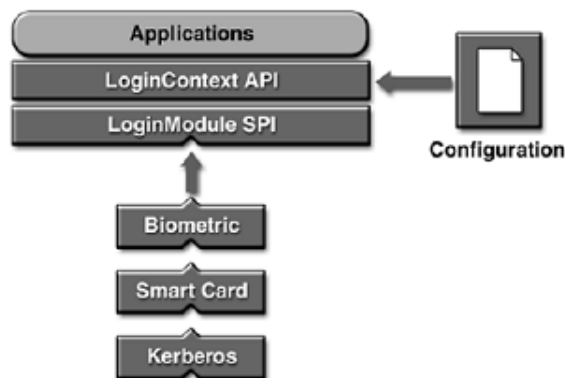 Applications
LoginContext API
LoginModule SPI
Configuration
Biometric
Smart Card
Kerberos